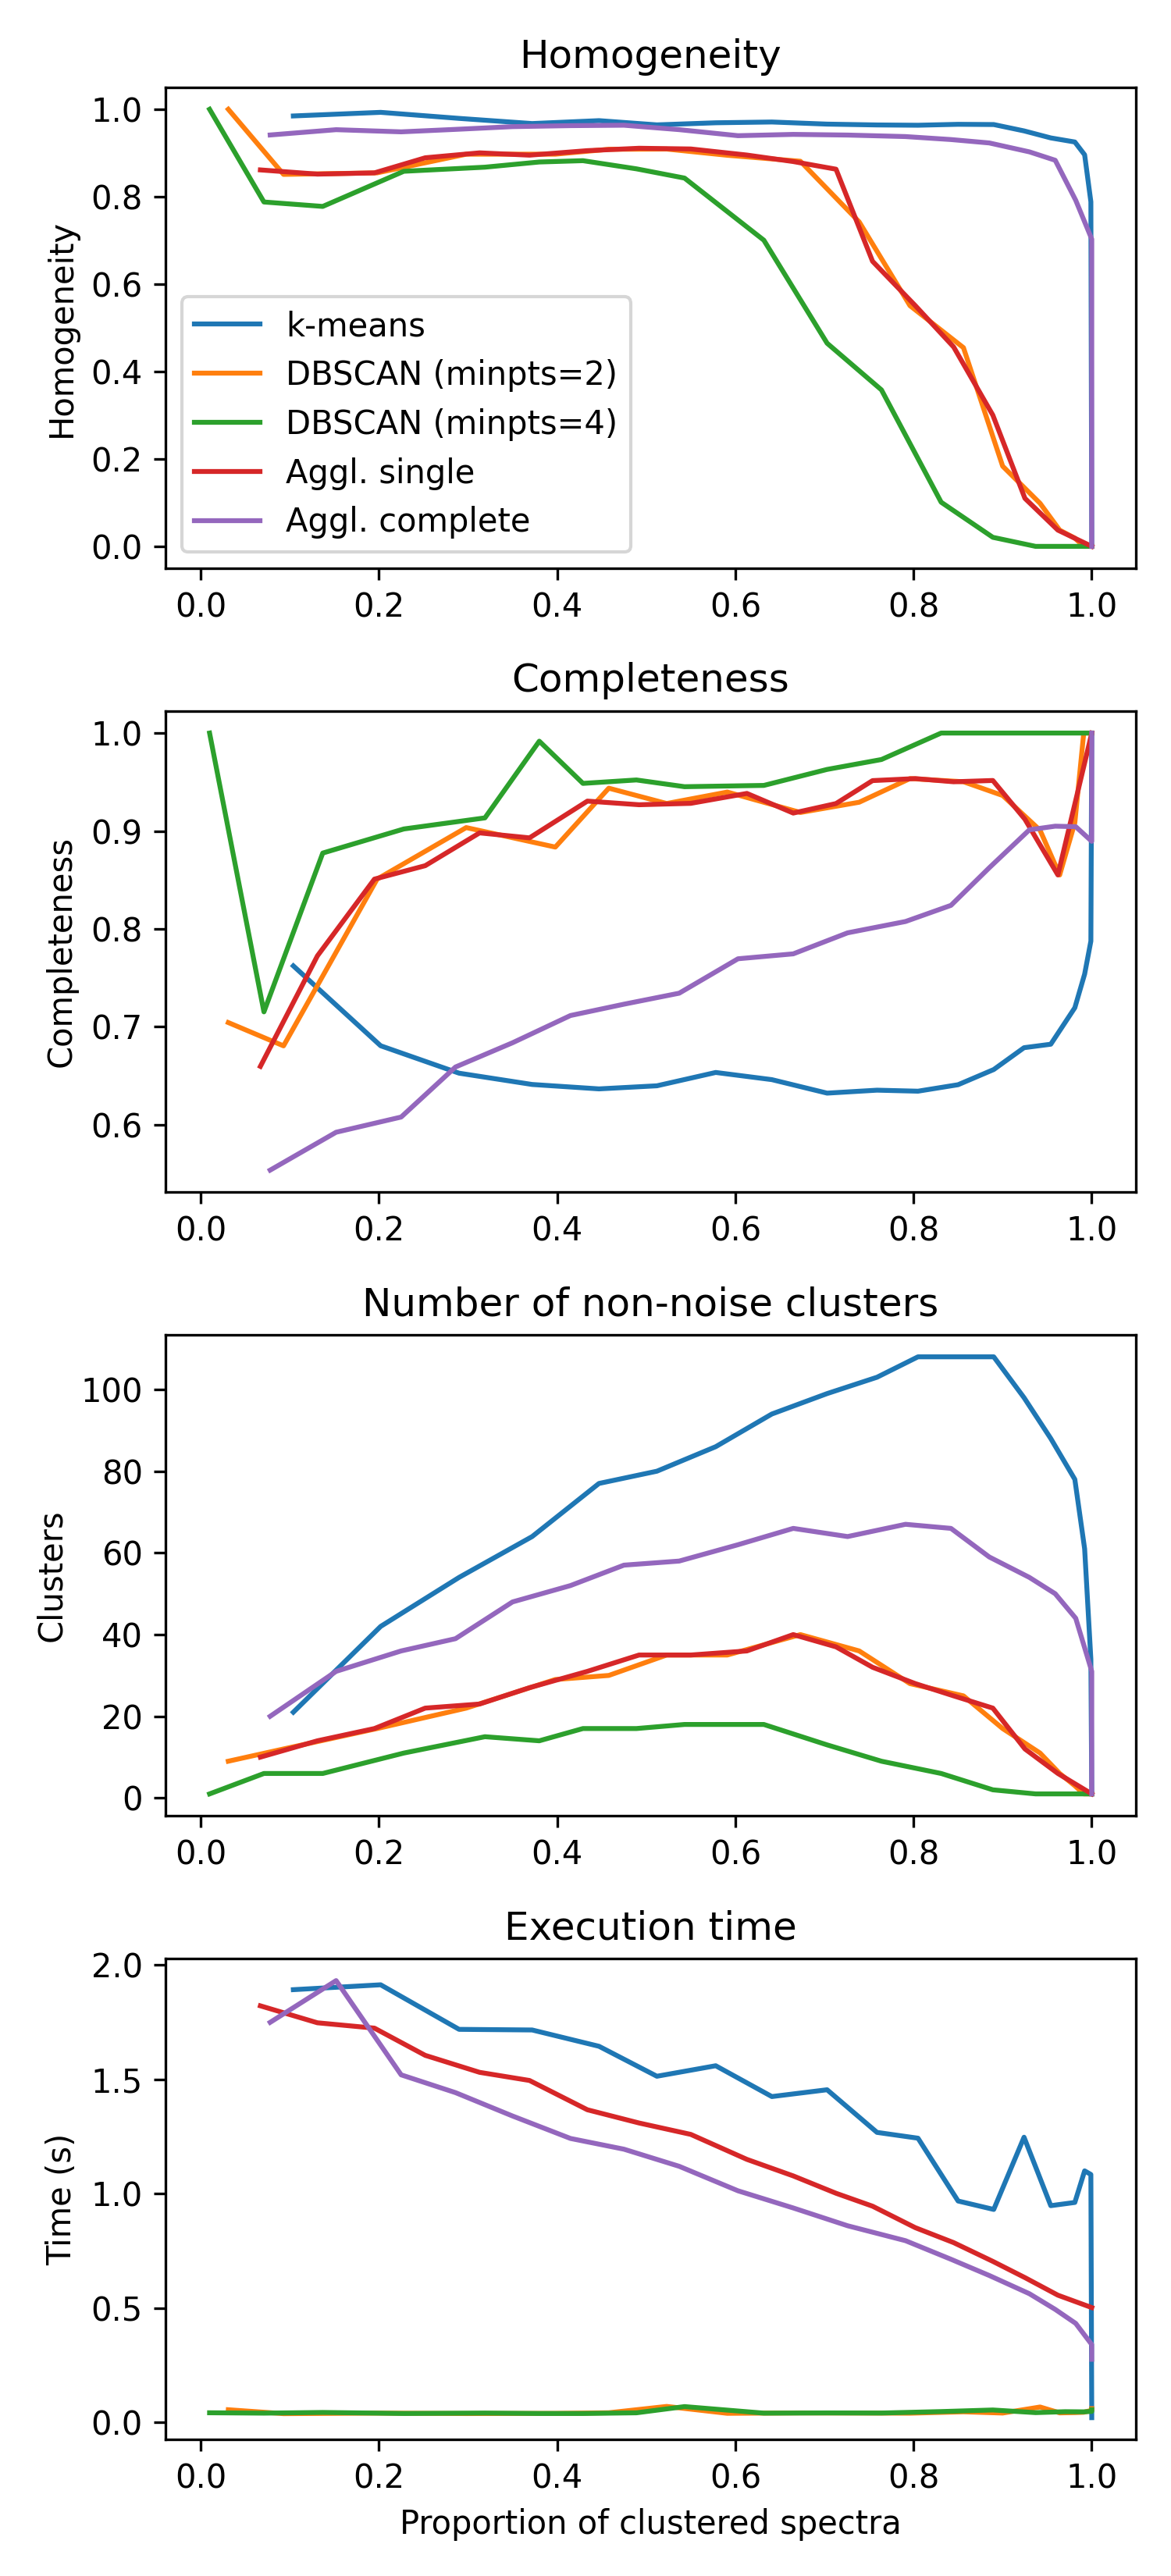 Homogeneity
1.0
0.8
0.6
0.4
0.2
0.0
Homogeneity
k-means
DBSCAN (minpts=2)
DBSCAN (minpts=4)
Aggl. single
Aggl. complete
0.0 0.2 0.4 0.6 0.8 1.0
Completeness
1.0
0.9
0.8
0.7
0.6
Completeness
0.0 0.2 0.4 0.6 0.8 1.0
Number of non-noise clusters
100
80
60
40
20
0
Clusters
0.0 0.2 0.4 0.6 0.8 1.0
Execution time
2.0
1.5
1.0
0.5
0.0
Time (s)
0.0 0.2 0.4 0.6 0.8 1.0
Proportion of clustered spectra